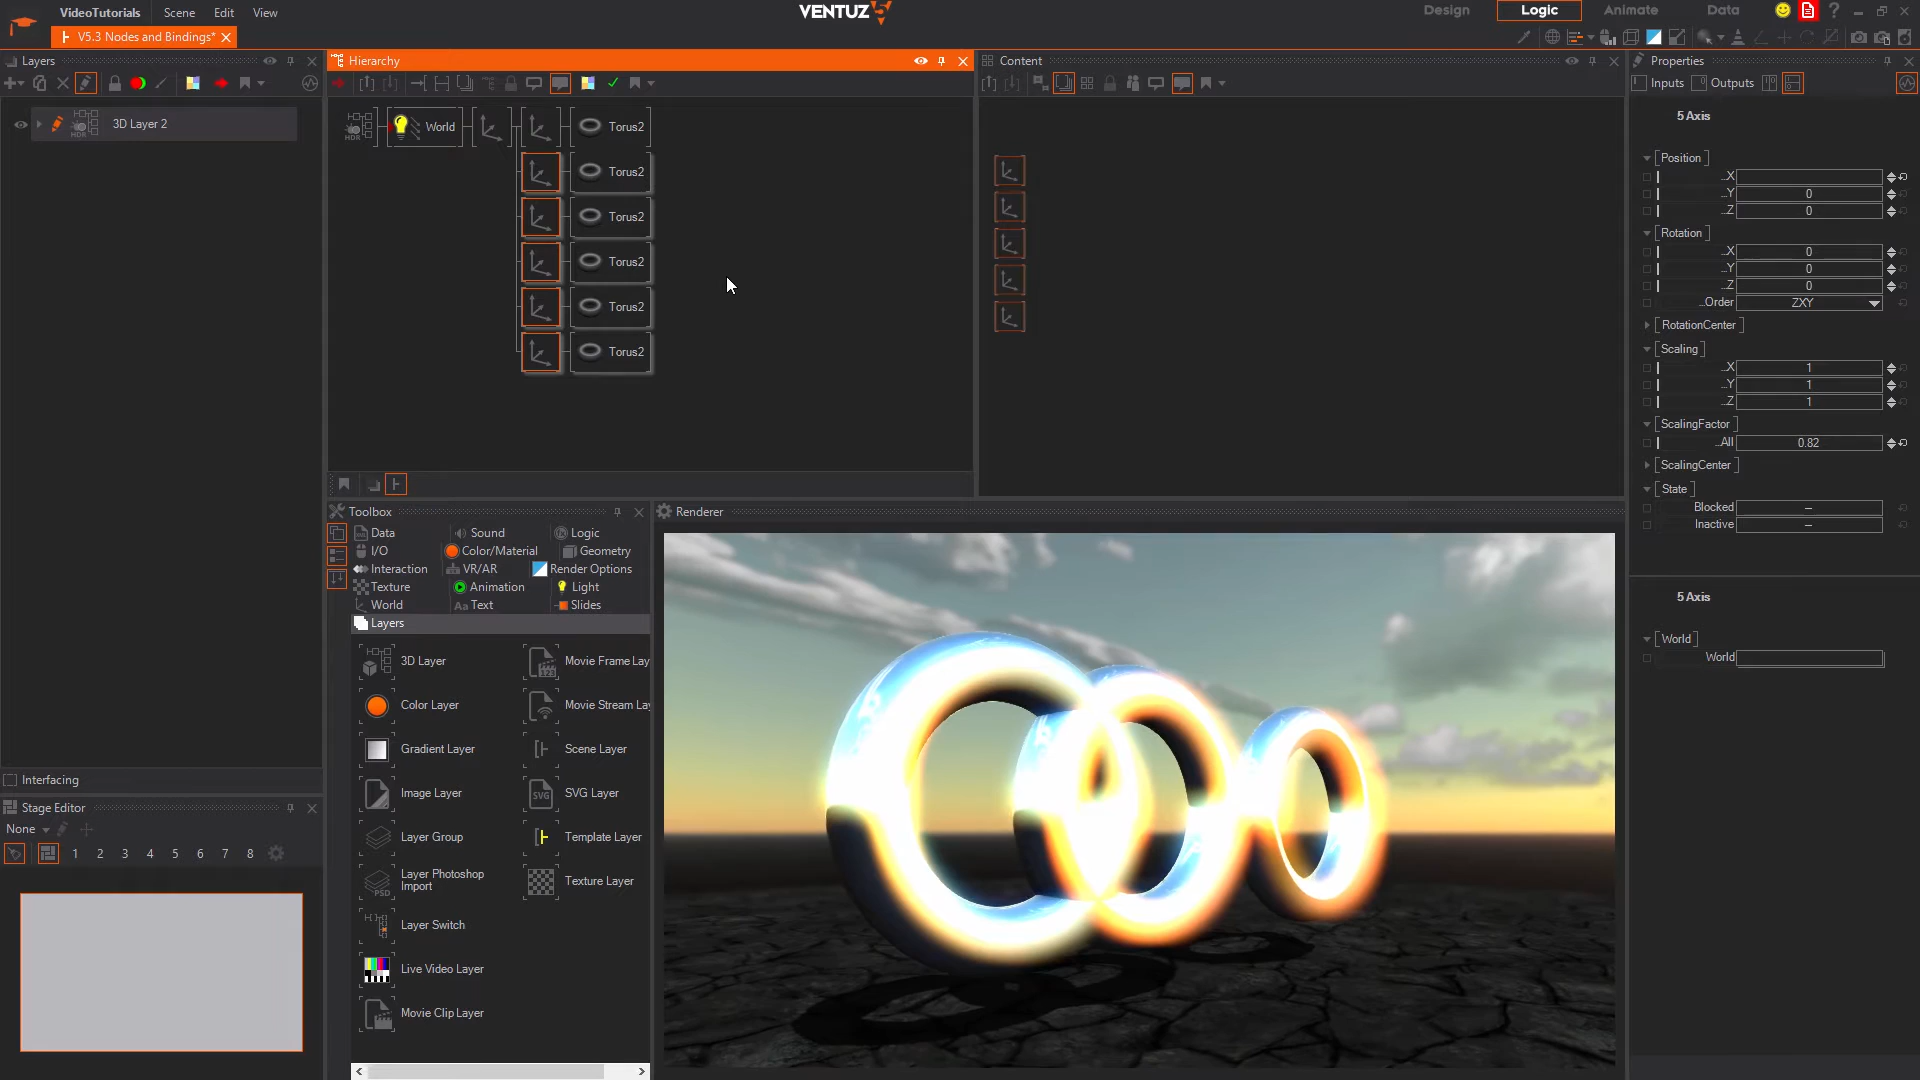 VideoTutorials Scene Edit View VENTUZ 5 Design Logic Animate Data ?
V5.3 Nodes and Bindings*
Layers
3D Layer 2
Interfacing
Stage Editor
None
1 2 3 4 5 6 7 8
Hierarchy
HDR World Torus2
Torus2
Torus2
Torus2
Torus2
Torus2
Content
Toolbox
Data Sound Logic
I/O Color/Material Geometry
Interaction VR/AR Render Options
Texture Animation Light
World Aa Text Slides
Layers
3D Layer Movie Frame Lay
Color Layer Movie Stream Lay
Gradient Layer Scene Layer
Image Layer SVG SVG Layer
Layer Group Template Layer
PSD Layer Photoshop
Import Texture Layer
Layer Switch
Live Video Layer
Movie Clip Layer
Renderer
Properties
Inputs Outputs
5 Axis
Position
..X
..Y 0
..Z 0
Rotation
..X 0
..Y 0
..Z 0
..Order ZXY
RotationCenter
Scaling
..X 1
..Y 1
..Z 1
ScalingFactor
..All 0.82
ScalingCenter
State
Blocked –
Inactive –
5 Axis
World
World